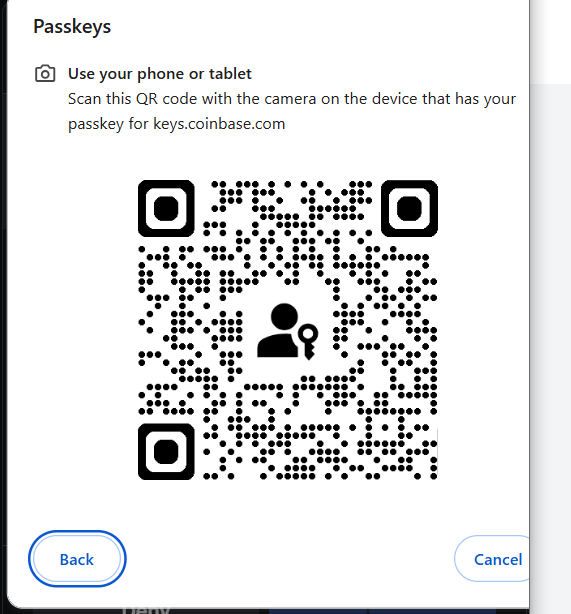 Passkeys
Use your phone or tablet
Scan this QR code with the camera on the device that has your
passkey for keys.coinbase.com
Back
Cancel
Deny